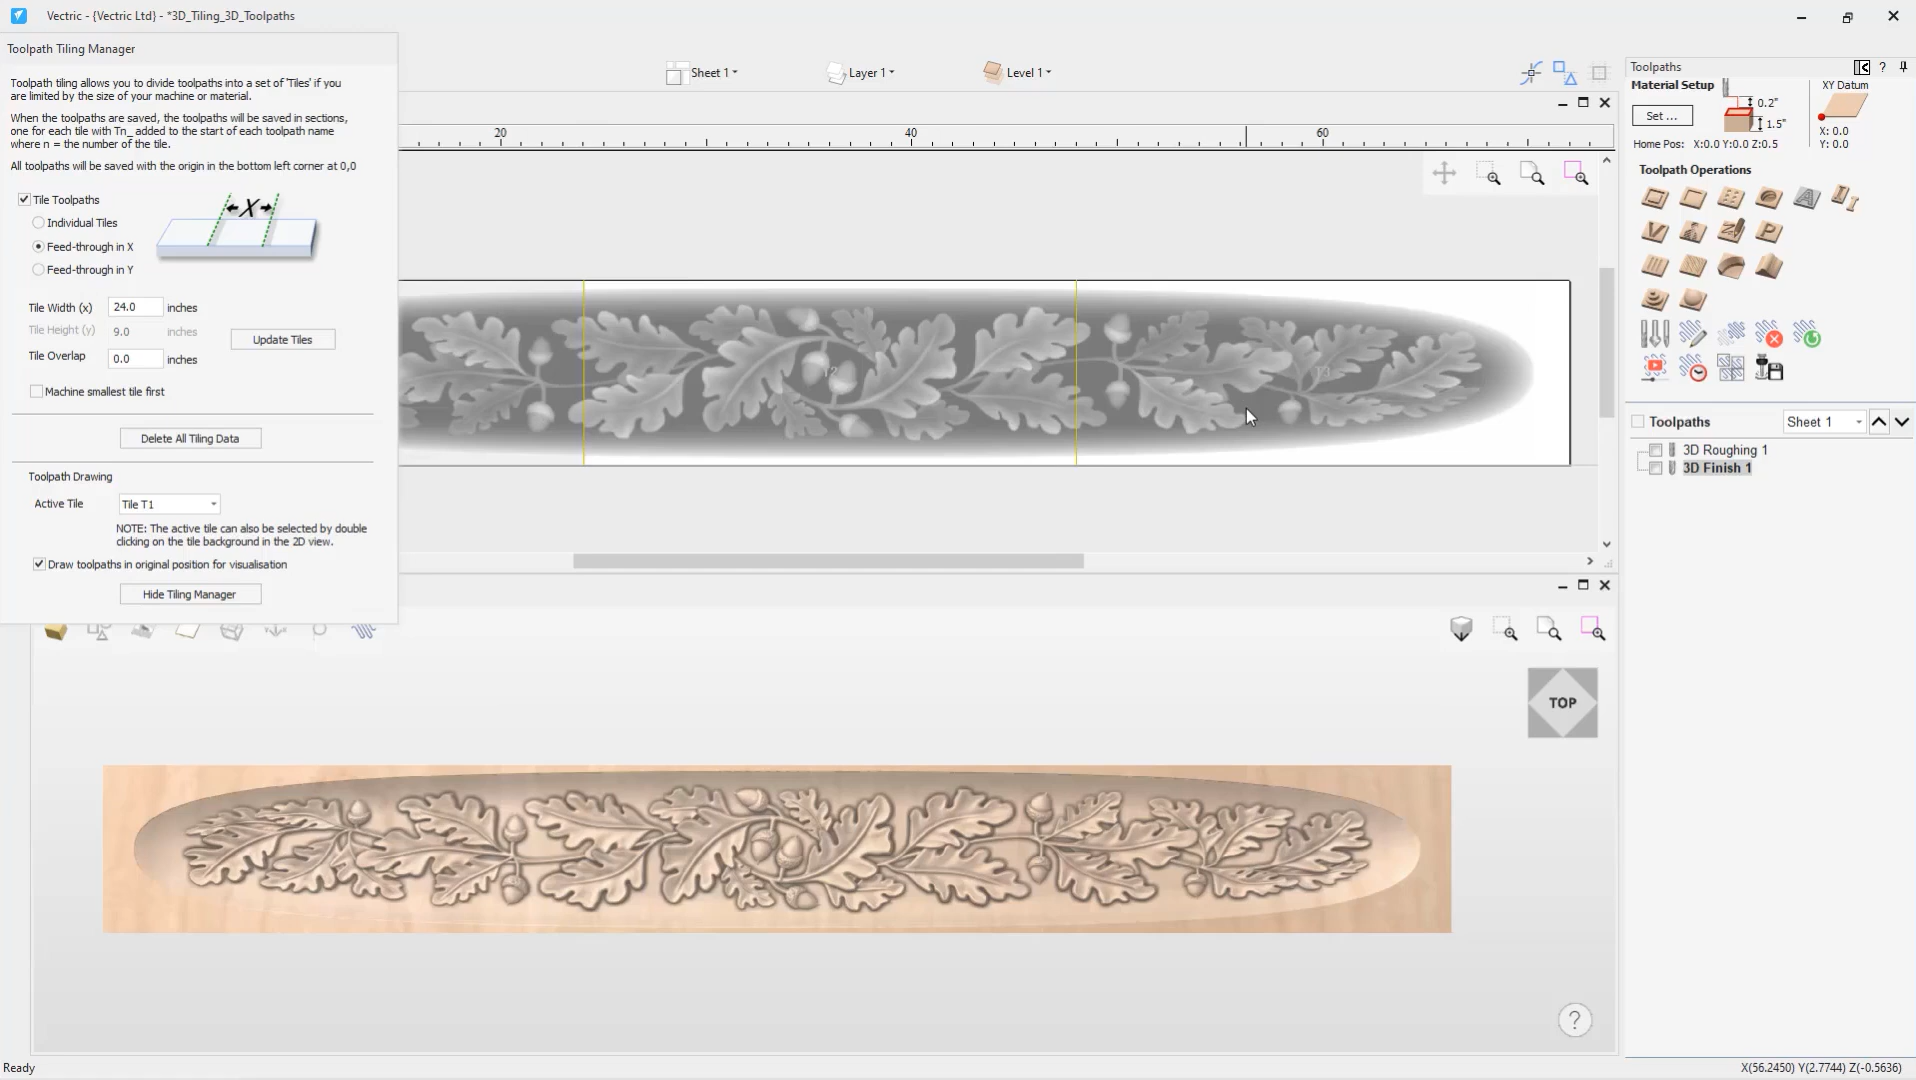 Vectric - {Vectric Ltd} - *3D_Tiling_3D_Toolpaths
Toolpath Tiling Manager
Toolpath tiling allows you to divide toolpaths into a set of 'Tiles' if you
are limited by the size of your machine or material.
When the toolpaths are saved, the toolpaths will be saved in sections,
one for each tile with Tn_ added to the start of each toolpath name
where n = the number of the tile.
All toolpaths will be saved with the origin in the bottom left corner at 0,0
Tile Toolpaths
X
Individual Tiles
Feed-through in X
Feed-through in Y
Tile Width (x) 24.0 inches
Tile Height (y) 9.0 inches
Update Tiles
Tile Overlap 0.0 inches
Machine smallest tile first
Delete All Tiling Data
Toolpath Drawing
Active Tile Tile T1
NOTE: The active tile can also be selected by double
clicking on the tile background in the 2D view.
Draw toolpaths in original position for visualisation
Hide Tiling Manager
Sheet 1
Layer 1
Level 1
20 40 60
T2
T3
TOP
?
Toolpaths
?
Material Setup
XY Datum
0.2"
Set ...
1.5"
X: 0.0
Home Pos: X:0.0 Y:0.0 Z:0.5
Y: 0.0
Toolpath Operations
Toolpaths
Sheet 1
3D Roughing 1
3D Finish 1
Ready
X(56.2450) Y(2.7744) Z(-0.5636)